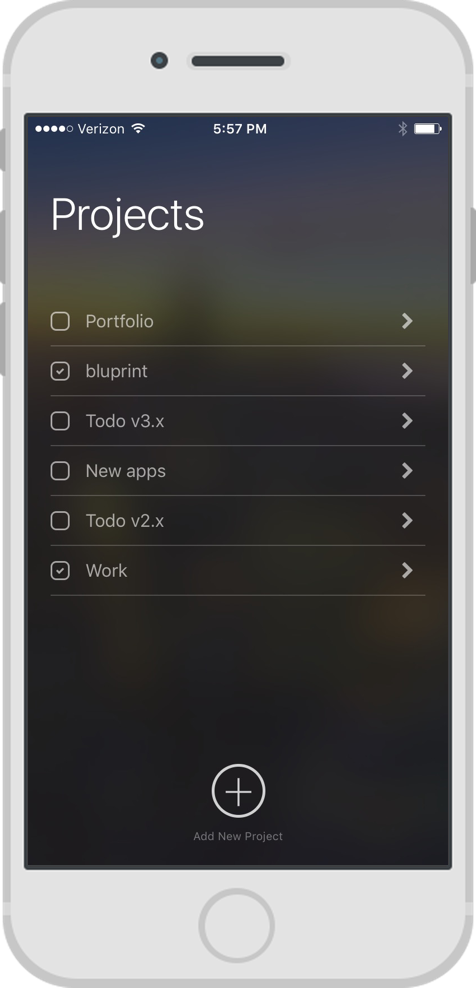 Verizon 5:57 PM
Projects
Portfolio
bluprint
Todo v3.x
New apps
Todo v2.x
Work
Add New Project